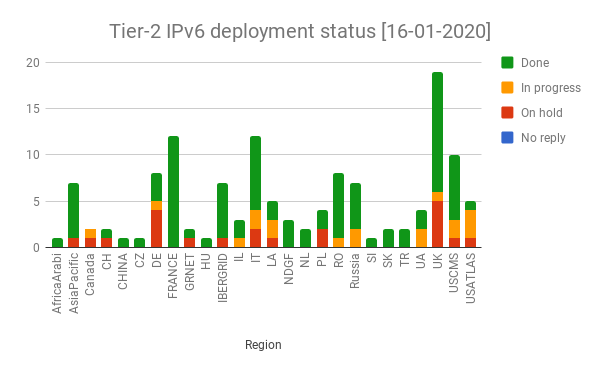 Tier-2 IPv6 deployment status [16-01-2020]
20
15
10
5
0
Done
In progress
On hold
No reply
AfricaArabi
AsiaPacific
Canada
CH
CHINA
CZ
DE
FRANCE
GRNET
HU
IBERGRID
IL
IT
LA
NDGF
NL
PL
RO
Russia
SI
SK
TR
UA
UK
USCMS
USATLAS
Region